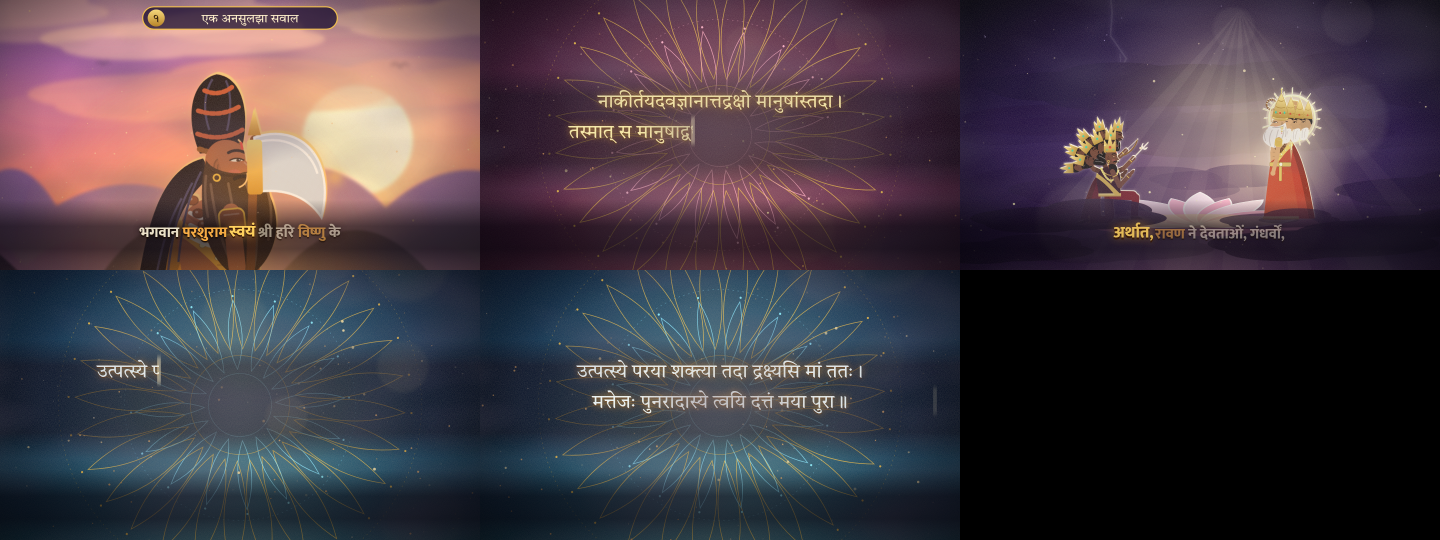 १ एक अनसुलझा सवाल
भगवान परशुराम स्वयं श्री हरि विष्णु के
नाकीर्तयदवज्ञानात्तद्रक्षो मानुषांस्तदा।
तस्मात् स मानुषाद्व
अर्थात, रावण ने देवताओं, गंधर्वों,
उत्पत्स्ये प
उत्पत्स्ये परया शक्त्या तदा द्रक्ष्यसि मां ततः।
मत्तेजः पुनरादास्ये त्वयि दत्तं मया पुरा॥